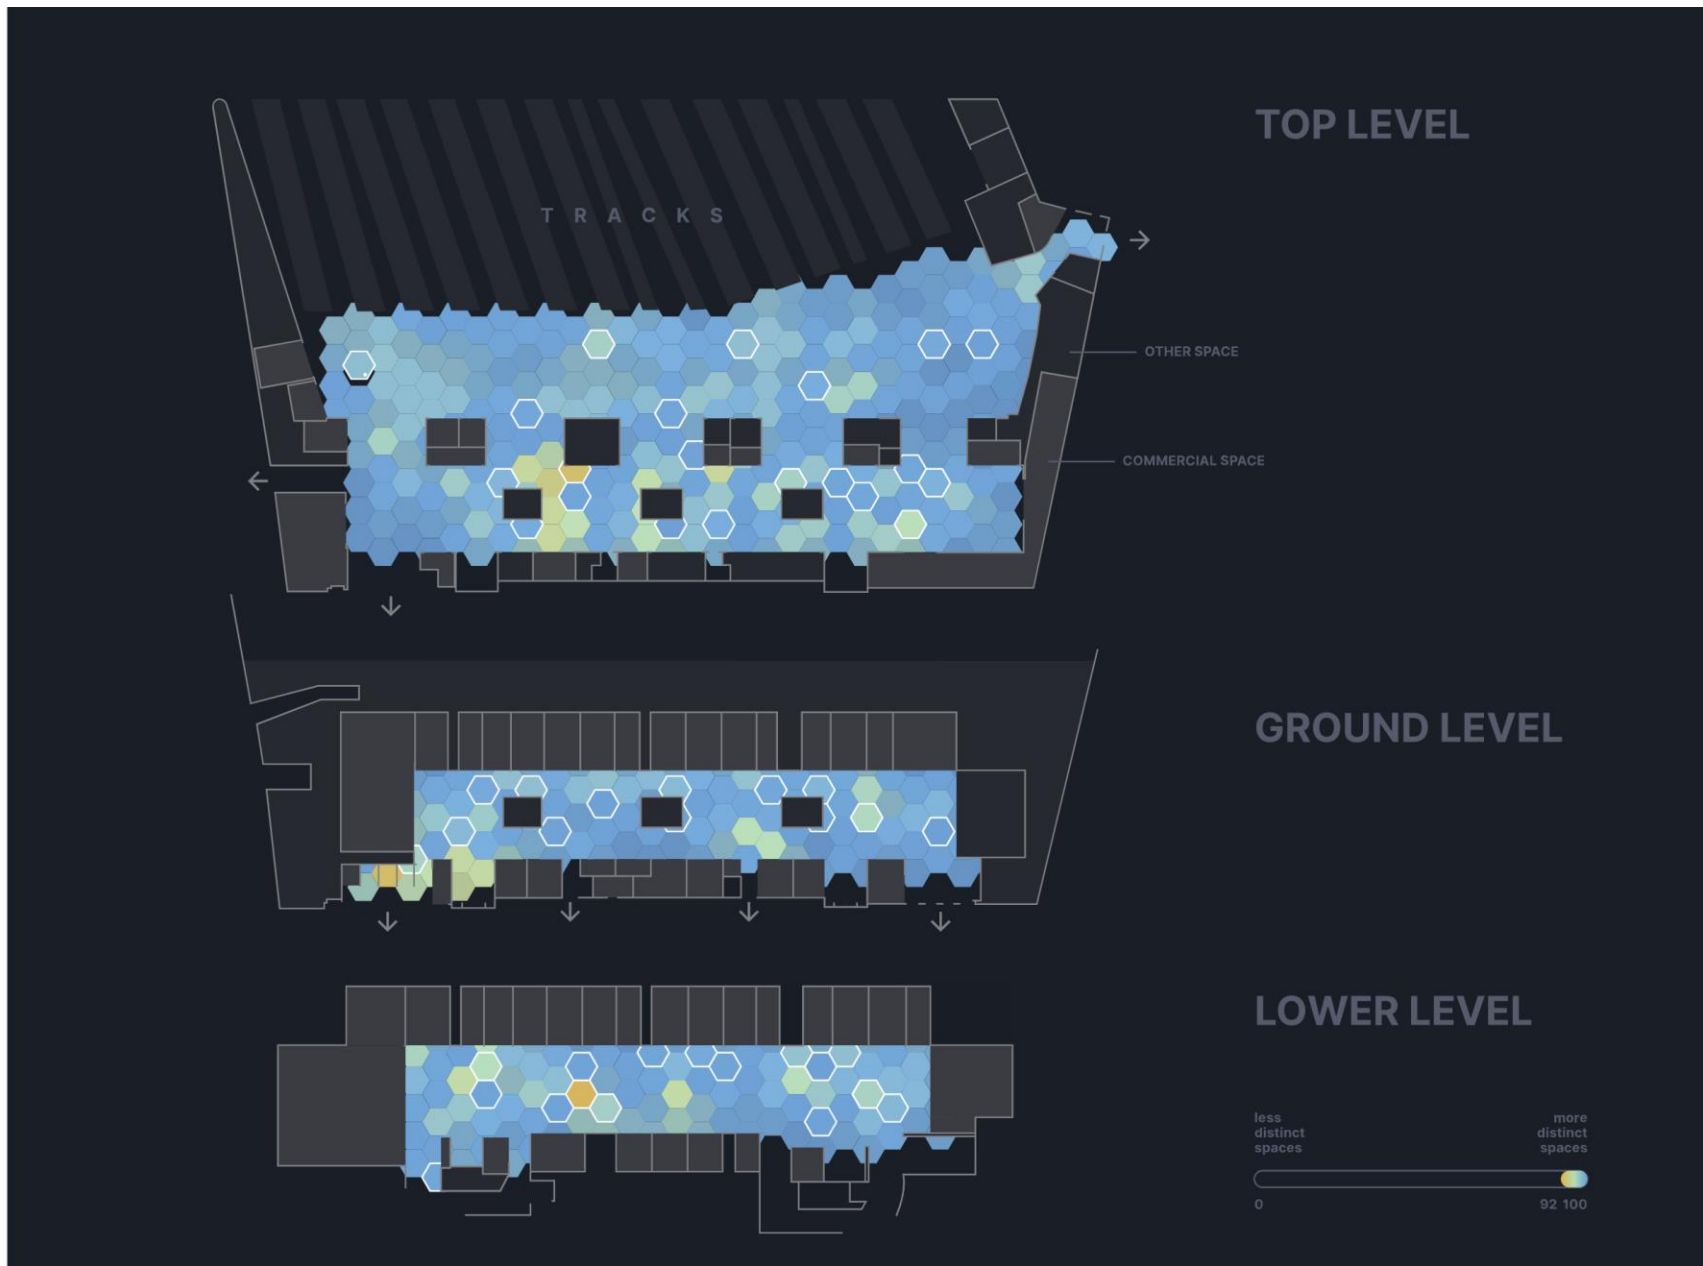 TOP LEVEL
TRACKS
OTHER SPACE
COMMERCIAL SPACE
GROUND LEVEL
LOWER LEVEL
less
distinct
spaces
more
distinct
spaces
0
92 100